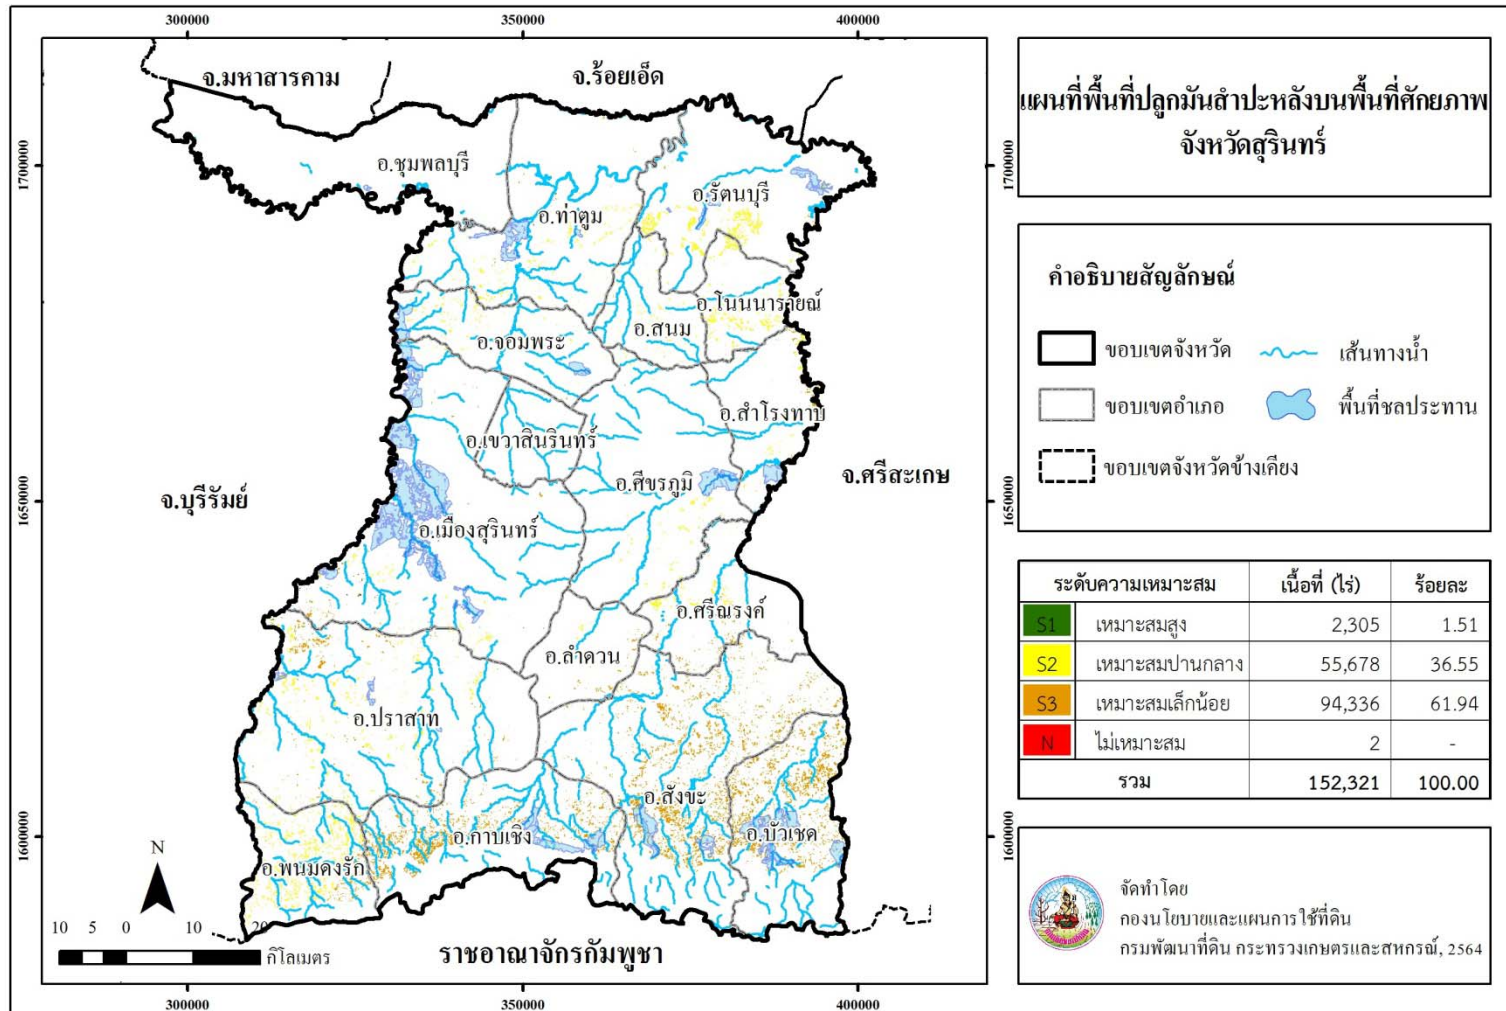 300000
350000
400000
จ.มหาสารคาม
จ.ร้อยเอ็ด
1700000
1700000
อ.ชุมพลบุรี
อ.รัตนบุรี
อ.ท่าตูม
อ.โนนนารายณ์
อ.สนม
อ.จอมพระ
อ.สำโรงทาบ
อ.เขวาสินรินทร์
อ.ศีขรภูมิ
จ.ศรีสะเกษ
จ.บุรีรัมย์
1650000
1650000
อ.เมืองสุรินทร์
อ.ศรีณรงค์
อ.ลำดวน
อ.ปราสาท
อ.สังขะ
อ.บัวเชด
อ.กาบเชิง
1600000
1600000
อ.พนมดงรัก
N
10 5 0 10 20
กิโลเมตร
ราชอาณาจักรกัมพูชา
300000
350000
400000
แผนที่พื้นที่ปลูกมันสำปะหลังบนพื้นที่ศักยภาพ
จังหวัดสุรินทร์
คำอธิบายสัญลักษณ์
ขอบเขตจังหวัด เส้นทางน้ำ
ขอบเขตอำเภอ พื้นที่ชลประทาน
ขอบเขตจังหวัดข้างเคียง
ระดับความเหมาะสม เนื้อที่ (ไร่) ร้อยละ
S1 เหมาะสมสูง 2,305 1.51
S2 เหมาะสมปานกลาง 55,678 36.55
S3 เหมาะสมเล็กน้อย 94,336 61.94
N ไม่เหมาะสม 2 -
รวม 152,321 100.00
จัดทำโดย
กองนโยบายและแผนการใช้ที่ดิน
กรมพัฒนาที่ดิน กระทรวงเกษตรและสหกรณ์, 2564